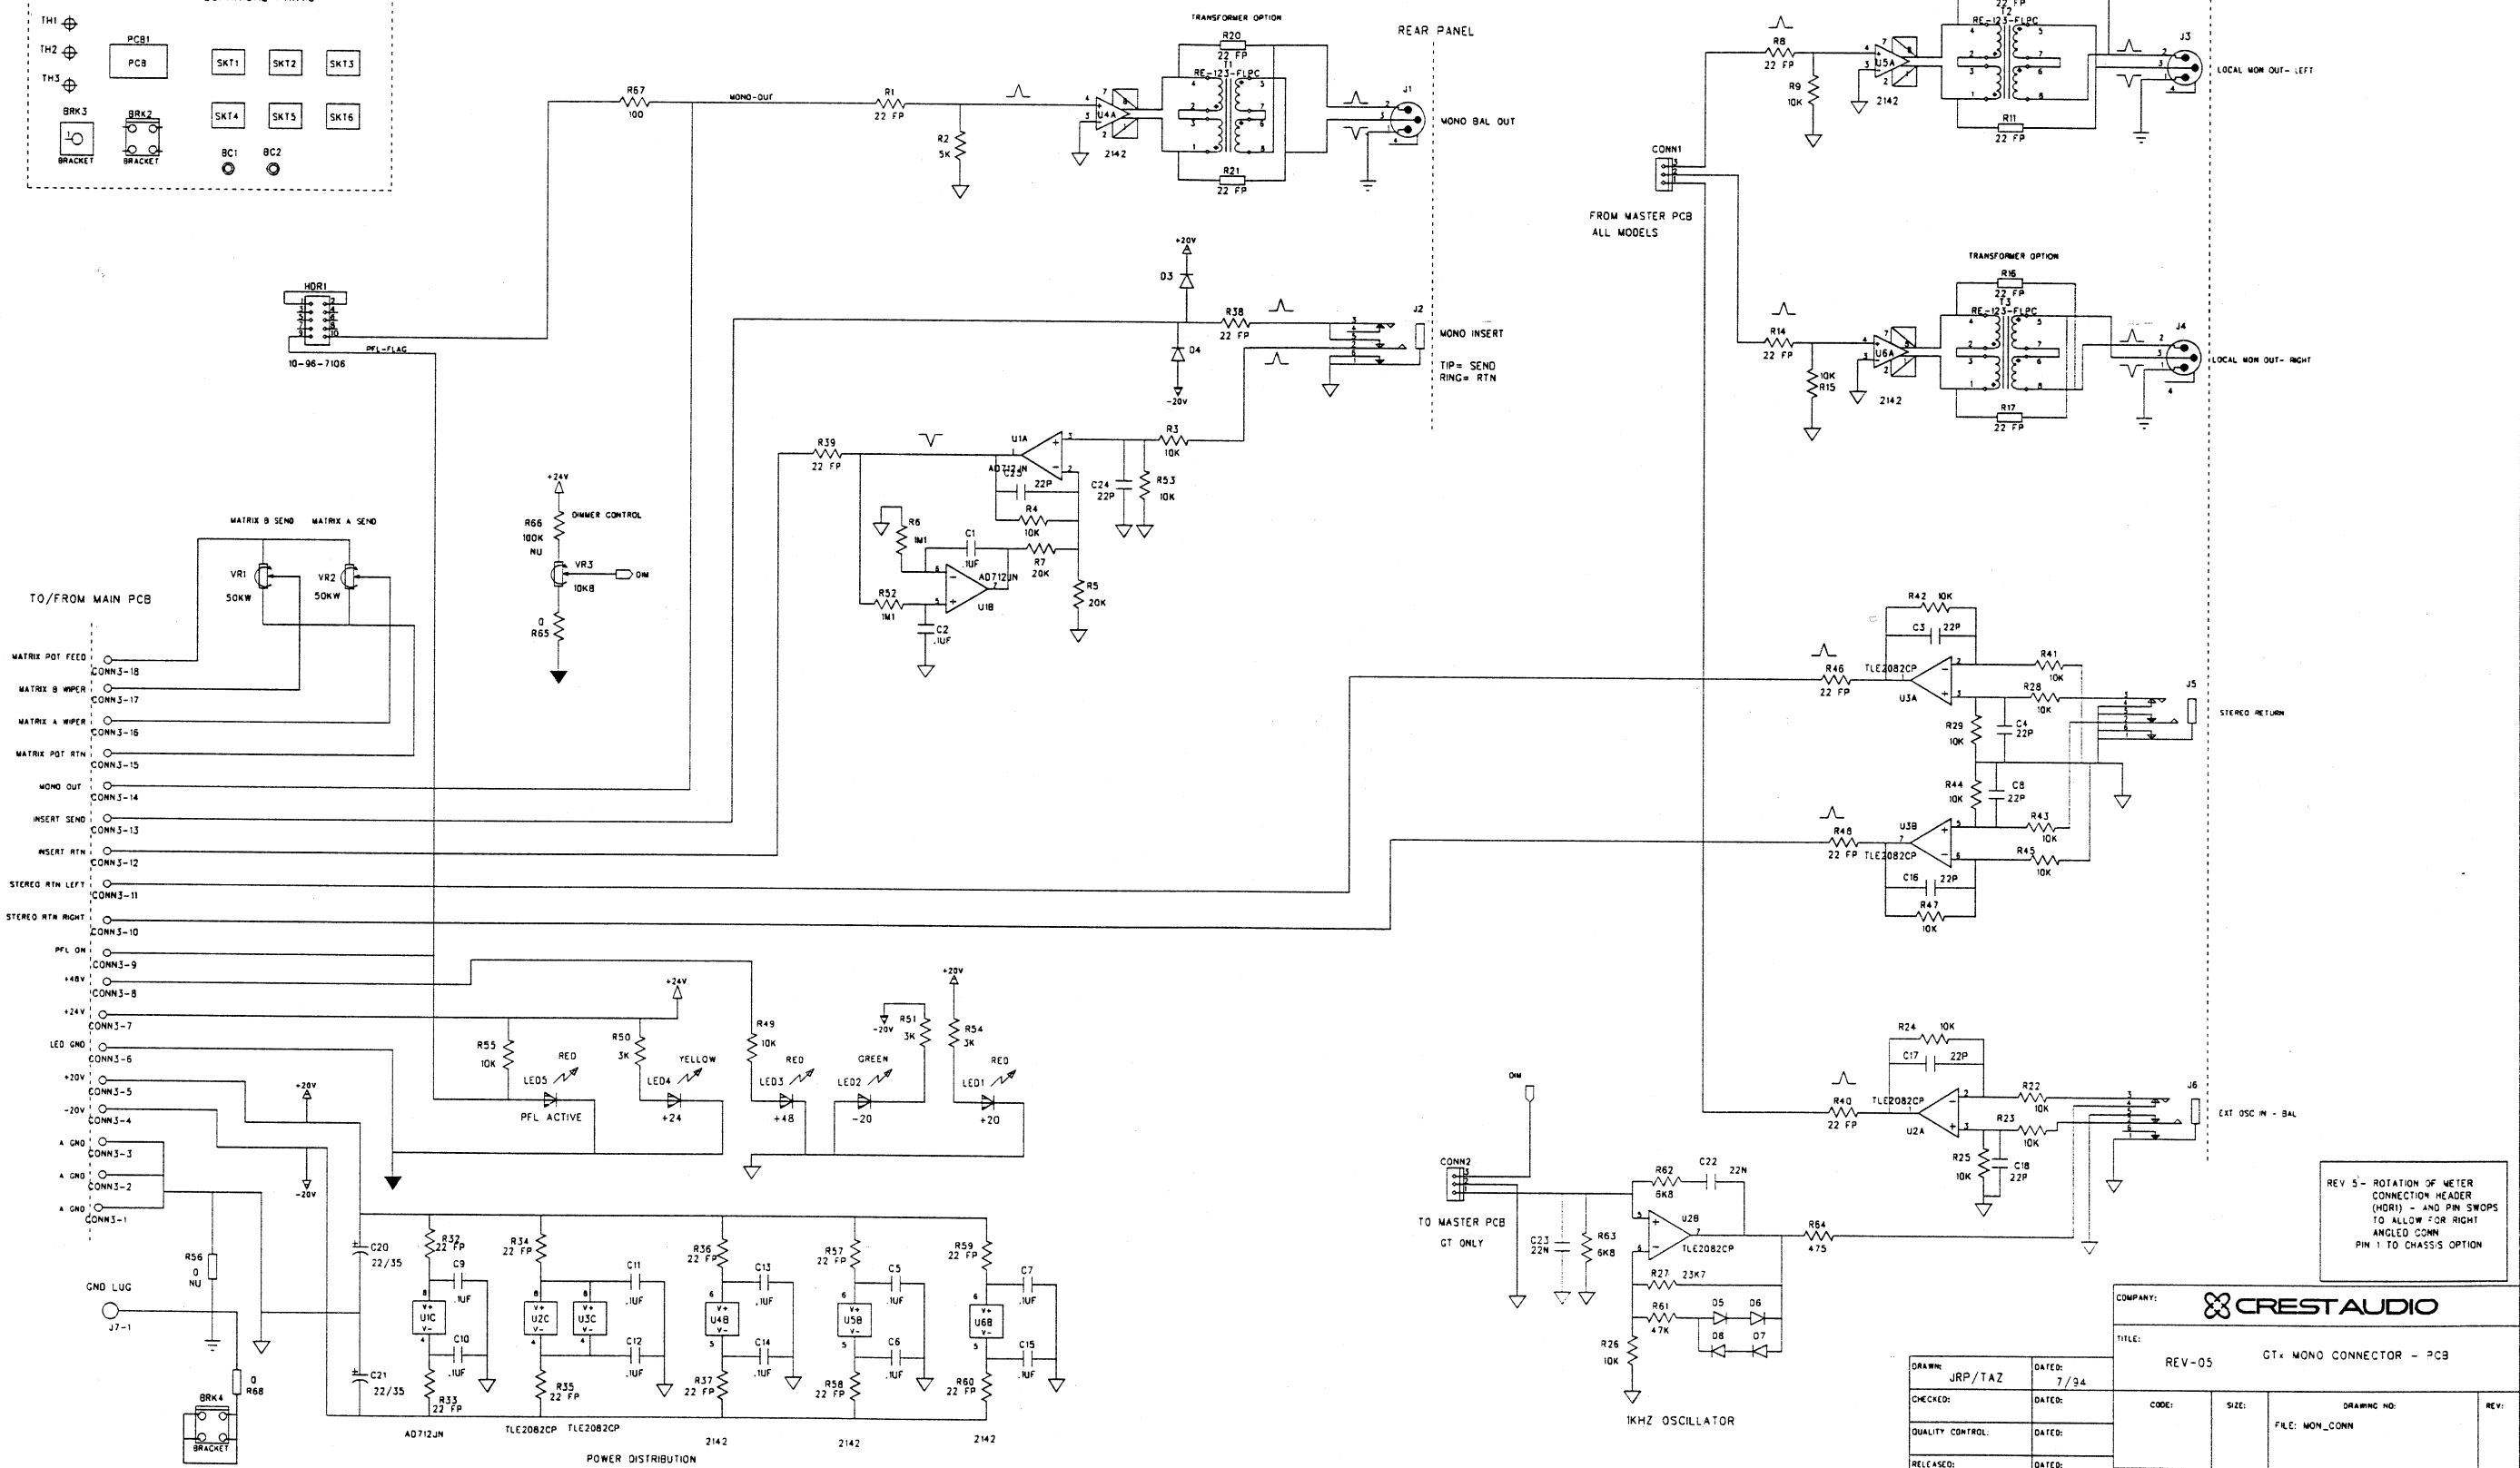 TH1
TH2
TH3
PCB1
PCB
SKT1
SKT2
SKT3
SKT4
SKT5
SKT6
BRK3
1
BRACKET
BRK2
BRACKET
BC1
BC2
HDR1
10-96-7106
PFL-FLAG
R67
100
MONO-OUT
R1
22 FP
R2
5K
U4A
2142
TRANSFORMER OPTION
R20
22 FP
T1
RE-123-FLPC
R21
22 FP
REAR PANEL
J1
MONO BAL OUT
+20V
D3
D4
-20V
R38
22 FP
J2
MONO INSERT
TIP= SEND
RING= RTN
R39
22 FP
U1A
AD712JN
C25
22P
R4
10K
R3
10K
C24
22P
R53
10K
R6
1M1
C1
.1UF
R7
20K
R5
20K
AD712JN
U1B
R52
1M1
C2
.1UF
CONN1
3
2
1
FROM MASTER PCB
ALL MODELS
R8
22 FP
R9
10K
U5A
2142
22 FP
T2
RE-123-FLPC
R11
22 FP
J3
LOCAL MON OUT- LEFT
TRANSFORMER OPTION
R16
22 FP
T3
RE-123-FLPC
R14
22 FP
10K
R15
U6A
2142
R17
22 FP
J4
LOCAL MON OUT- RIGHT
MATRIX B SEND
MATRIX A SEND
VR1
50KW
VR2
50KW
+24V
R66
100K
NU
DIMMER CONTROL
VR3
10KB
DIM
0
R65
TO/FROM MAIN PCB
MATRIX POT FEED
CONN3-18
MATRIX B WIPER
CONN3-17
MATRIX A WIPER
CONN3-16
MATRIX POT RTN
CONN3-15
MONO OUT
CONN3-14
INSERT SEND
CONN3-13
INSERT RTN
CONN3-12
STEREO RTN LEFT
CONN3-11
STEREO RTN RIGHT
CONN3-10
PFL ON
CONN3-9
+48V
CONN3-8
+24V
CONN3-7
LED GND
CONN3-6
+20V
CONN3-5
-20V
CONN3-4
A GND
CONN3-3
A GND
CONN3-2
A GND
CONN3-1
R42 10K
C3 22P
TLE2082CP
R46
22 FP
U3A
R41
10K
R28
10K
R29
10K
C4
22P
J5
STEREO RETURN
R44
10K
C8
22P
R43
10K
R45
10K
U3B
R48
22 FP
TLE2082CP
C16 22P
R47
10K
+20V
-20V
R55
10K
RED
LED5
PFL ACTIVE
+24V
R50
3K
YELLOW
LED4
+24
R49
10K
RED
LED3
+48
-20V
R51
3K
GREEN
LED2
-20
+20V
R54
3K
RED
LED1
+20
R24 10K
C17 22P
TLE2082CP
R40
22 FP
U2A
R22
10K
R23
10K
R25
10K
C18
22P
J6
EXT OSC IN - BAL
DIM
CONN2
3
2
1
TO MASTER PCB
GT ONLY
R62
6K8
C22
22N
C23
22N
R63
6K8
U2B
TLE2082CP
R64
475
R27 23K7
R61
47K
D5
D6
D8
D7
R26
10K
1KHZ OSCILLATOR
GND LUG
J7-1
R56
0
NU
0
R68
BRK4
BRACKET
C20
22/35
C21
22/35
R32
22 FP
C9
.1UF
V+
U1C
V-
C10
.1UF
R33
22 FP
AD712JN
R34
22 FP
V+
U2C
V-
V+
U3C
V-
C11
.1UF
C12
.1UF
R35
22 FP
TLE2082CP
TLE2082CP
R36
22 FP
C13
.1UF
V+
U4B
V-
C14
.1UF
R37
22 FP
2142
R57
22 FP
C5
.1UF
V+
U5B
V-
C6
.1UF
R58
22 FP
2142
R59
22 FP
C7
.1UF
V+
U6B
V-
C15
.1UF
R60
22 FP
2142
POWER DISTRIBUTION
REV 5 - ROTATION OF METER
CONNECTION HEADER
(HDR1) - AND PIN SWOPS
TO ALLOW FOR RIGHT
ANGLED CONN
PIN 1 TO CHASSIS OPTION
COMPANY:
CREST AUDIO
TITLE:
REV-05
GTx MONO CONNECTOR - PCB
DRAWN:
JRP/TAZ
DATED:
7/94
CHECKED:
DATED:
QUALITY CONTROL:
DATED:
RELEASED:
DATED:
CODE:
SIZE:
DRAWING NO:
FILE: MON_CONN
REV: